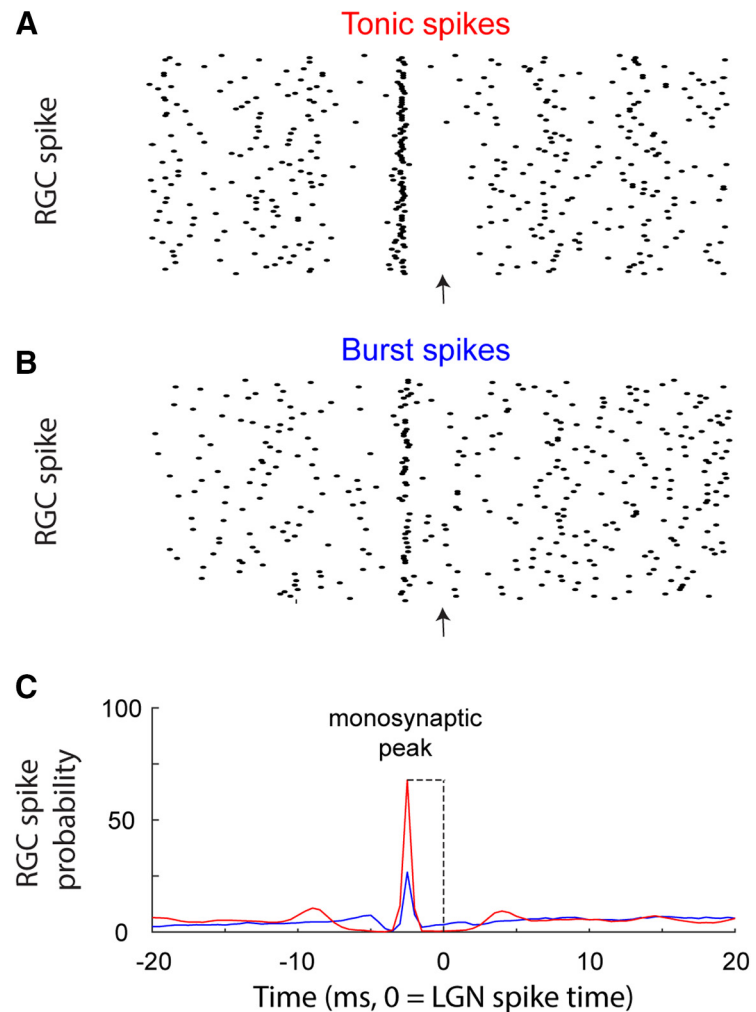 A
Tonic spikes
RGC spike
B
Burst spikes
RGC spike
C
100
50
0
RGC spike
probability
monosynaptic
peak
-20
-10
0
10
20
Time (ms, 0 = LGN spike time)